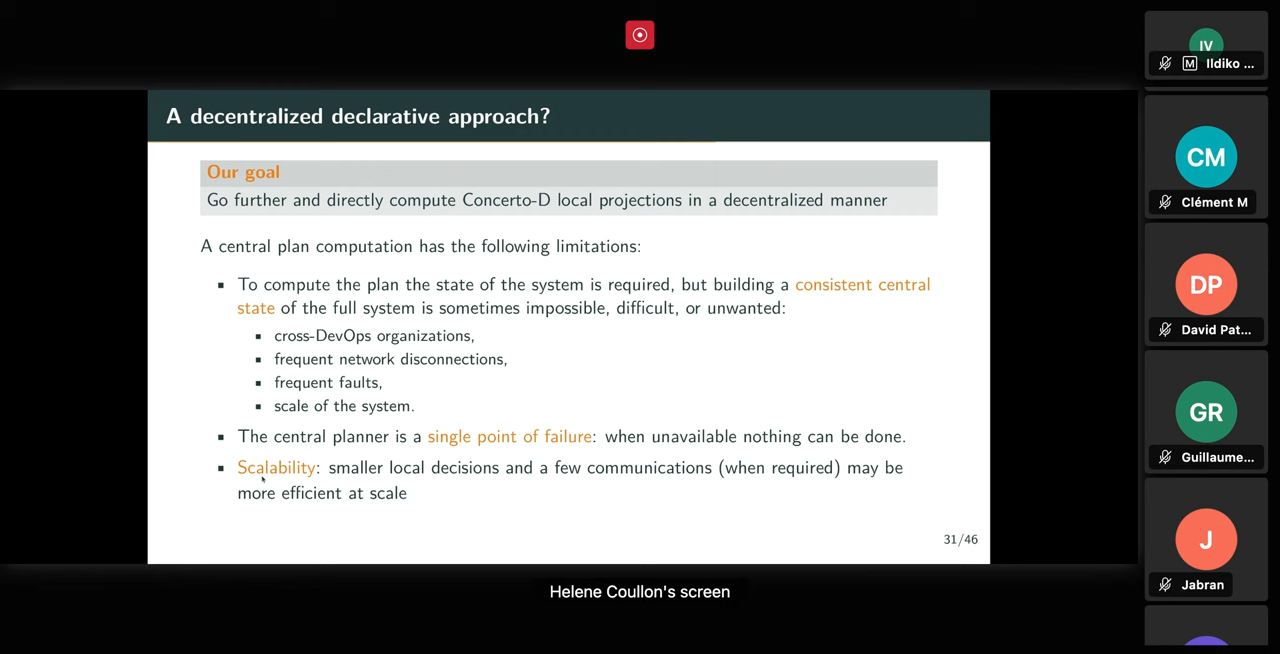 A decentralized declarative approach?
Our goal
Go further and directly compute Concerto-D local projections in a decentralized manner
A central plan computation has the following limitations:
▪ To compute the plan the state of the system is required, but building a consistent central
state of the full system is sometimes impossible, difficult, or unwanted:
▪ cross-DevOps organizations,
▪ frequent network disconnections,
▪ frequent faults,
▪ scale of the system.
▪ The central planner is a single point of failure: when unavailable nothing can be done.
▪ Scalability: smaller local decisions and a few communications (when required) may be
more efficient at scale
31/46
Helene Coullon's screen
IV
M Ildiko ...
CM
Clément M
DP
David Pat...
GR
Guillaume...
J
Jabran